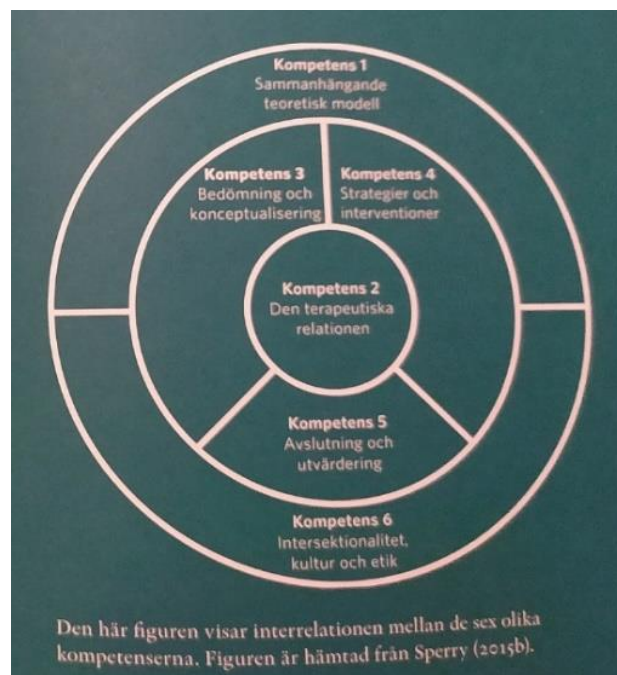 Kompetens 1
Sammanhängande
teoretisk modell
Kompetens 3
Bedömning och
konceptualisering
Kompetens 4
Strategier och
interventioner
Kompetens 2
Den terapeutiska
relationen
Kompetens 5
Avslutning och
utvärdering
Kompetens 6
Intersektionalitet,
kultur och etik
Den här figuren visar interrelationen mellan de sex olika
kompetenserna. Figuren är hämtad från Sperry (2015b).